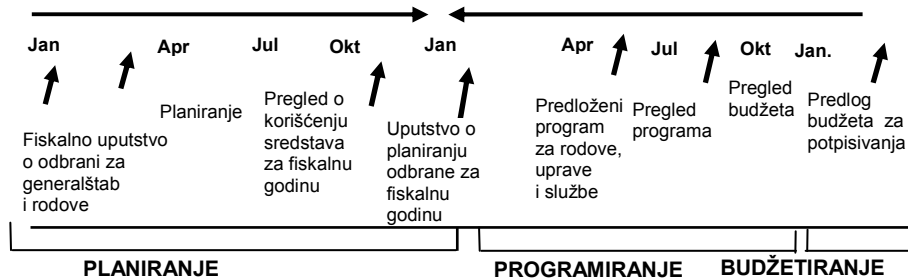 Jan Apr Jul Okt Jan Apr Jul Okt Jan.
Fiskalno uputstvo
o odbrani za
generalštab
i rodove
Planiranje
Pregled o
korišćenju
sredstava
za fiskalnu
godinu
Uputstvo o
planiranju
odbrane za
fiskalnu
godinu
Predloženi
program
za rodove,
uprave
i službe
Pregled
programa
Pregled
budžeta
Predlog
budžeta za
potpisivanja
PLANIRANJE PROGRAMIRANJE BUDŽETIRANJE